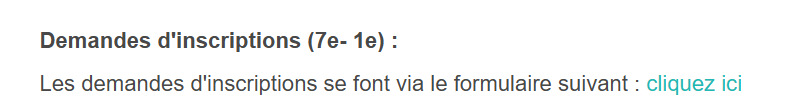 Demandes d'inscriptions (7e- 1e) :
Les demandes d'inscriptions se font via le formulaire suivant : cliquez ici